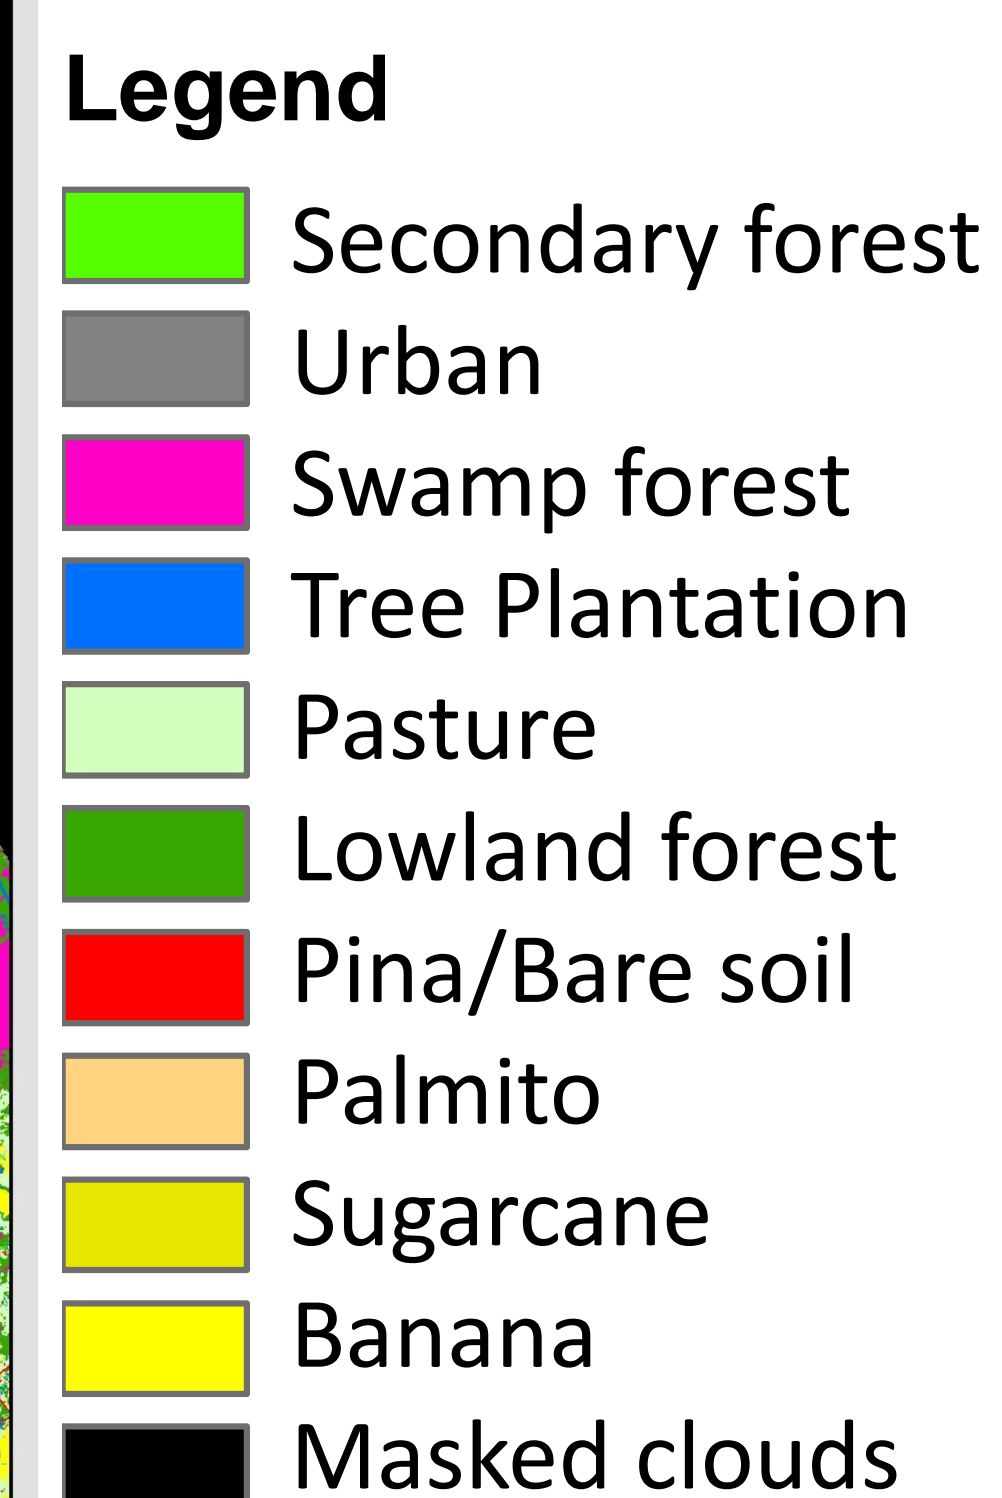 Legend
Secondary forest
Urban
Swamp forest
Tree Plantation
Pasture
Lowland forest
Pina/Bare soil
Palmito
Sugarcane
Banana
Masked clouds